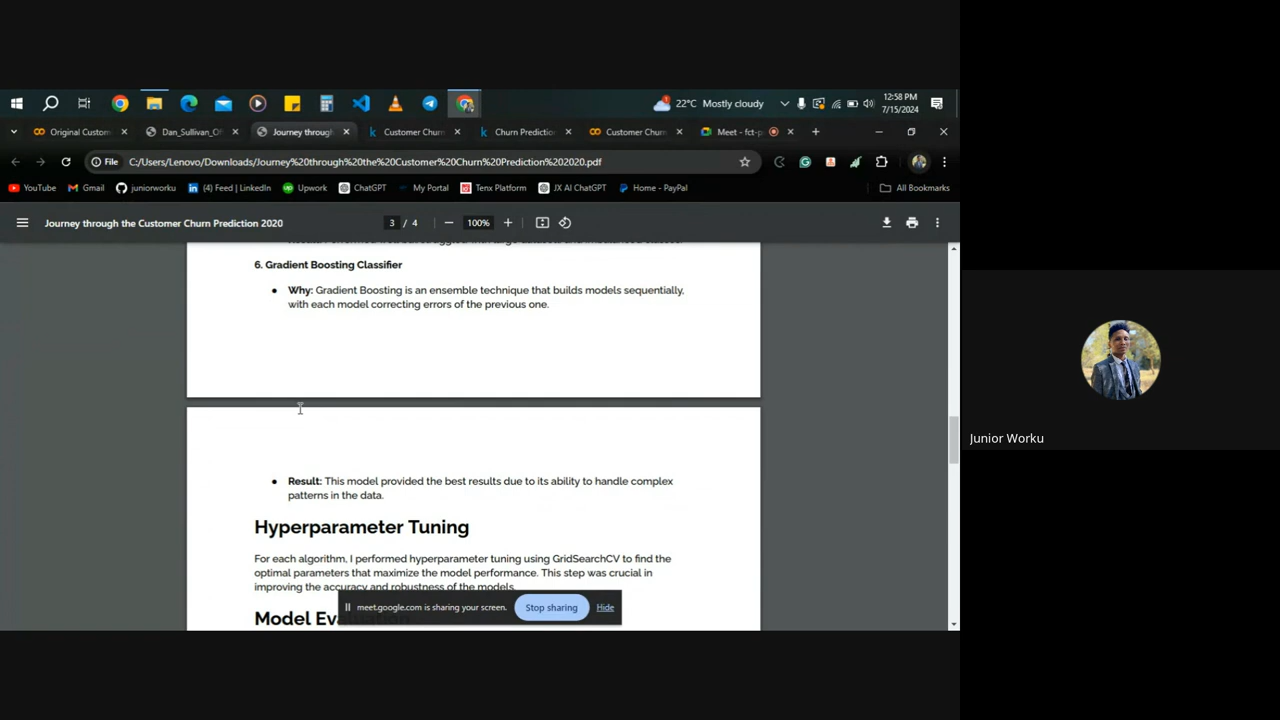 22°C Mostly cloudy
12:58 PM
7/15/2024
Original Custom
Dan_Sullivan_O
Journey through
Customer Churn
Churn Predictio
Customer Churn
Meet - fct-p
File
C:/Users/Lenovo/Downloads/Journey%20through%20the%20Customer%20Churn%20Prediction%202020.pdf
YouTube
Gmail
juniorworku
(4) Feed | LinkedIn
Upwork
ChatGPT
My Portal
Tenx Platform
JX AI ChatGPT
Home - PayPal
All Bookmarks
Journey through the Customer Churn Prediction 2020
3 / 4
100%
6. Gradient Boosting Classifier
● Why: Gradient Boosting is an ensemble technique that builds models sequentially,
with each model correcting errors of the previous one.
● Result: This model provided the best results due to its ability to handle complex
patterns in the data.
Hyperparameter Tuning
For each algorithm, I performed hyperparameter tuning using GridSearchCV to find the
optimal parameters that maximize the model performance. This step was crucial in
improving the accuracy and robustness of the models.
meet.google.com is sharing your screen.
Stop sharing
Hide
Model
Junior Worku